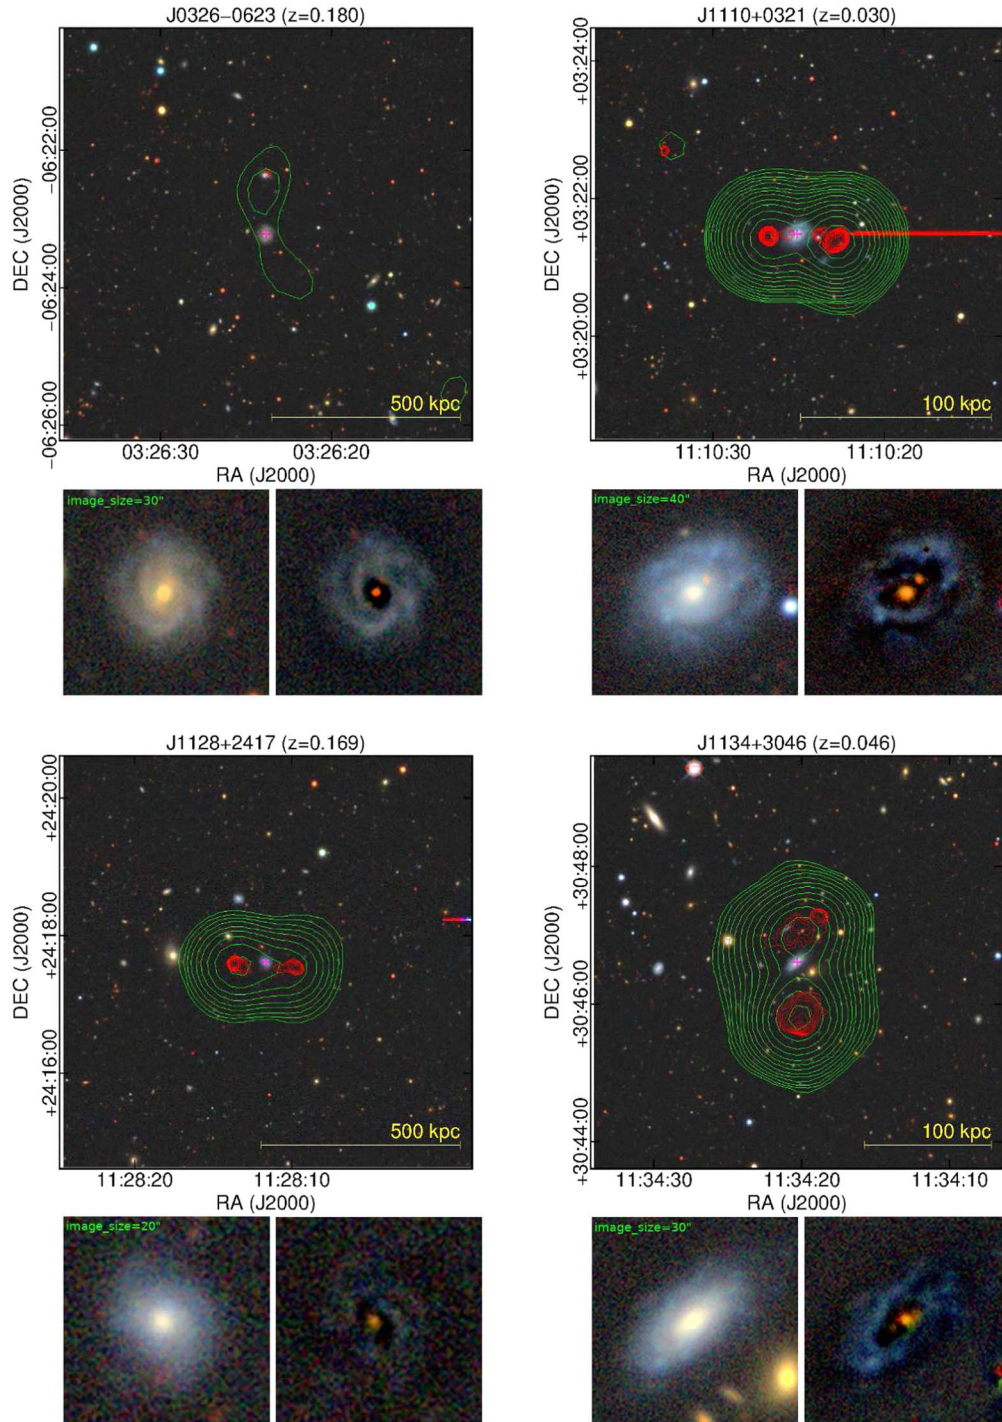 J0326−0623 (z=0.180)
DEC (J2000)
−06:22:00
−06:24:00
−06:26:00
500 kpc
03:26:30
03:26:20
RA (J2000)
image_size=30"
J1110+0321 (z=0.030)
DEC (J2000)
+03:24:00
+03:22:00
+03:20:00
100 kpc
11:10:30
11:10:20
RA (J2000)
image_size=40"
J1128+2417 (z=0.169)
DEC (J2000)
+24:20:00
+24:18:00
+24:16:00
500 kpc
11:28:20
11:28:10
RA (J2000)
image_size=20"
J1134+3046 (z=0.046)
DEC (J2000)
+30:48:00
+30:46:00
+30:44:00
100 kpc
11:34:30
11:34:20
11:34:10
RA (J2000)
image_size=30"